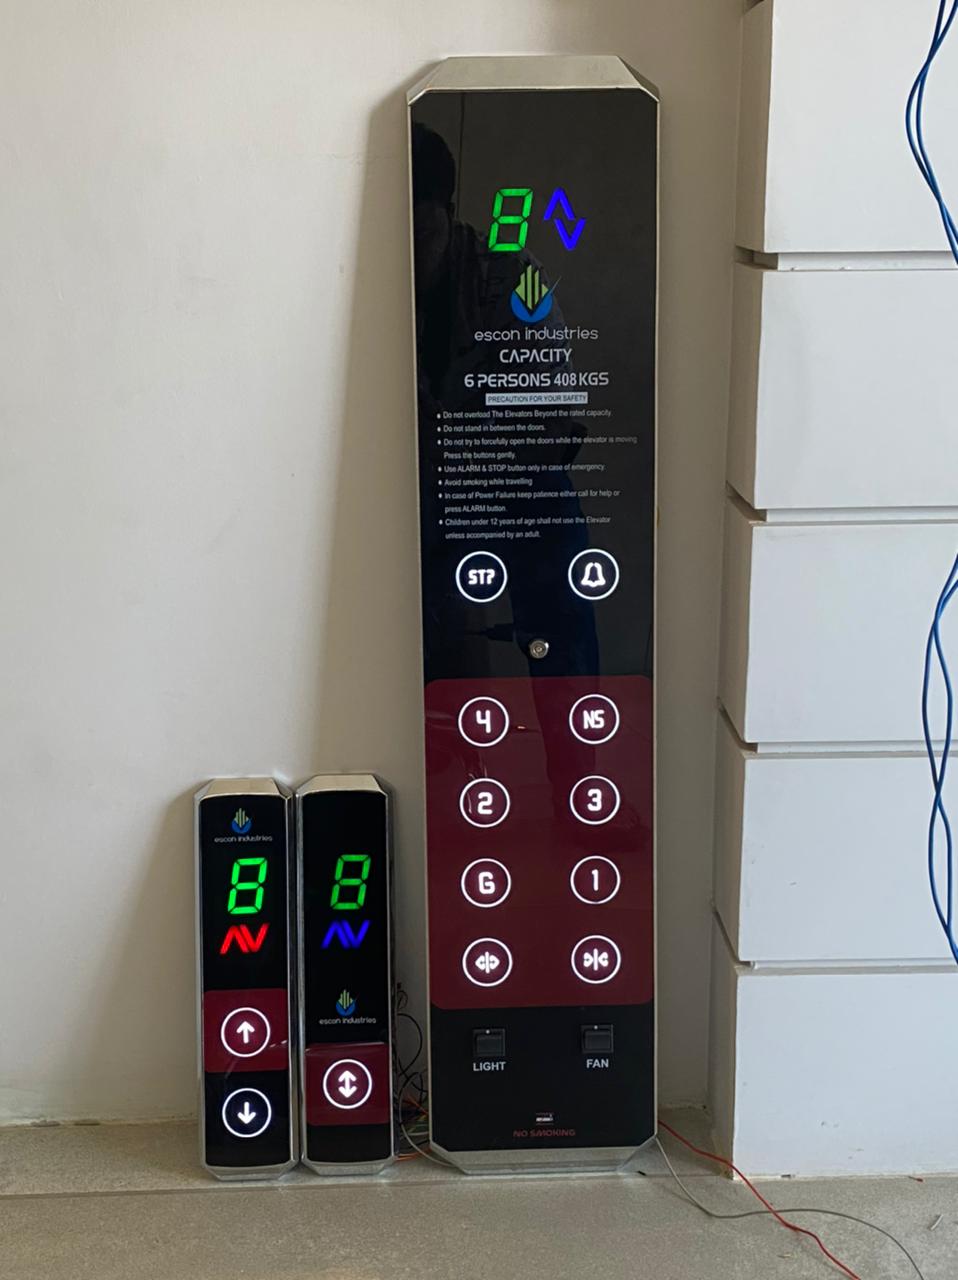 8
escon industries
CAPACITY
6 PERSONS 408 KGS
PRECAUTION FOR YOUR SAFETY
Do not overload The Elevators Beyond the rated capacity.
Do not stand in between the doors.
Do not try to forcefully open the doors while the elevator is moving
Press the buttons gently.
Use ALARM & STOP button only in case of emergency.
Avoid smoking while travelling
In case of Power Failure keep patience either call for help or
press ALARM button.
Children under 12 years of age shall not use the Elevator
unless accompanied by an adult.
ST?
4 NS
2 3
G 1
LIGHT FAN
NO SMOKING
escon industries
8
8
escon industries